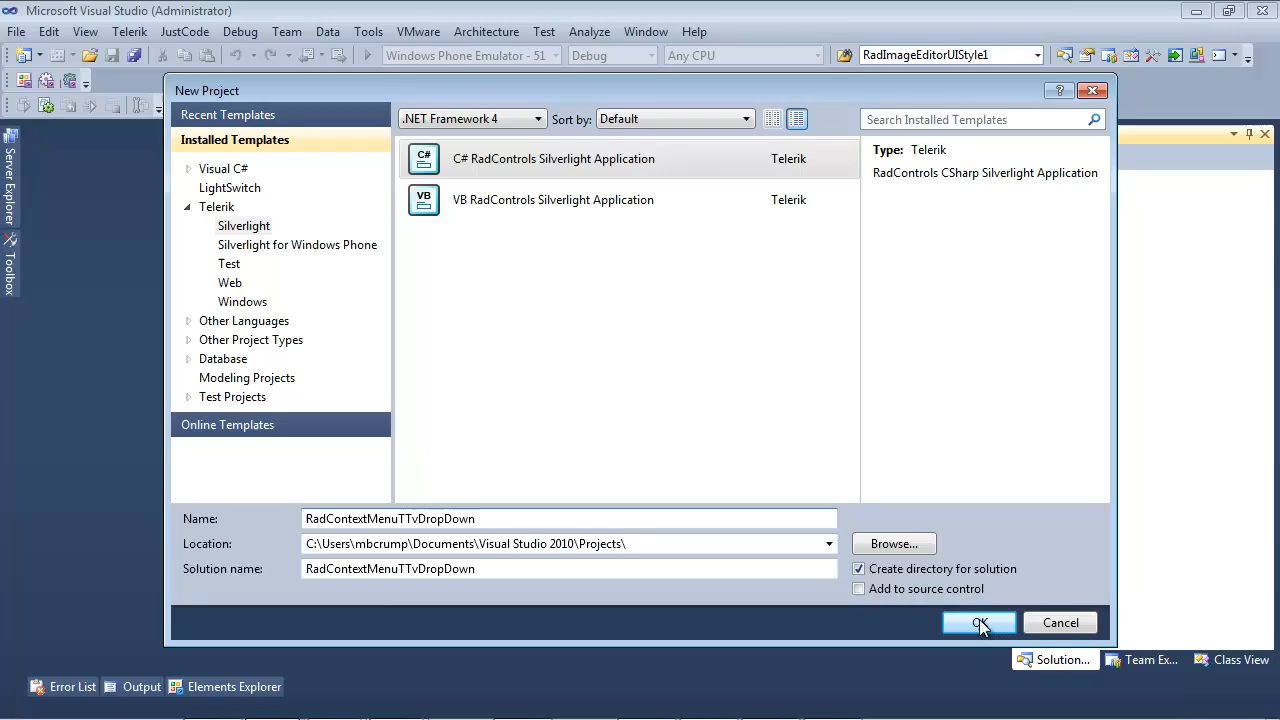 Microsoft Visual Studio (Administrator)
File Edit View Telerik JustCode Debug Team Data Tools VMware Architecture Test Analyze Window Help
Windows Phone Emulator - 51 Debug Any CPU RadImageEditorUIStyle1
New Project
Recent Templates
.NET Framework 4 Sort by: Default Search Installed Templates
Installed Templates
Visual C#
LightSwitch
Telerik
Silverlight
Silverlight for Windows Phone
Test
Web
Windows
Other Languages
Other Project Types
Database
Modeling Projects
Test Projects
Online Templates
C# C# RadControls Silverlight Application Telerik
VB VB RadControls Silverlight Application Telerik
Type: Telerik
RadControls CSharp Silverlight Application
Server Explorer
Toolbox
Name: RadContextMenuTTvDropDown
Location: C:\Users\mbcrump\Documents\Visual Studio 2010\Projects\ Browse...
Solution name: RadContextMenuTTvDropDown
Create directory for solution
Add to source control
OK Cancel
Solution... Team Ex... Class View
Error List Output Elements Explorer